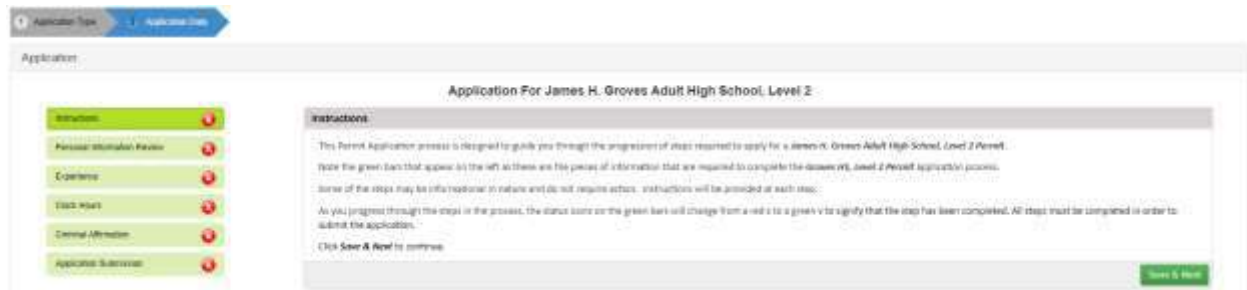 Application Type
Application Data
Application
Application For James H. Groves Adult High School, Level 2
Instructions
Personal Information Review
Experience
Clock Hours
Criminal Affirmation
Application Submission
Instructions
This Permit Application process is designed to guide you through the progression of steps required to apply for a James H. Groves Adult High School, Level 2 Permit.
Note the green bars that appear on the left as these are the pieces of information that are required to complete the Groves HS, Level 2 Permit application process.
Some of the steps may be informational in nature and do not require action. Instructions will be provided at each step.
As you progress through the steps in the process, the status icons on the green bars will change from a red x to a green v to signify that the step has been completed. All steps must be completed in order to
submit the application.
Click Save & Next to continue.
Save & Next